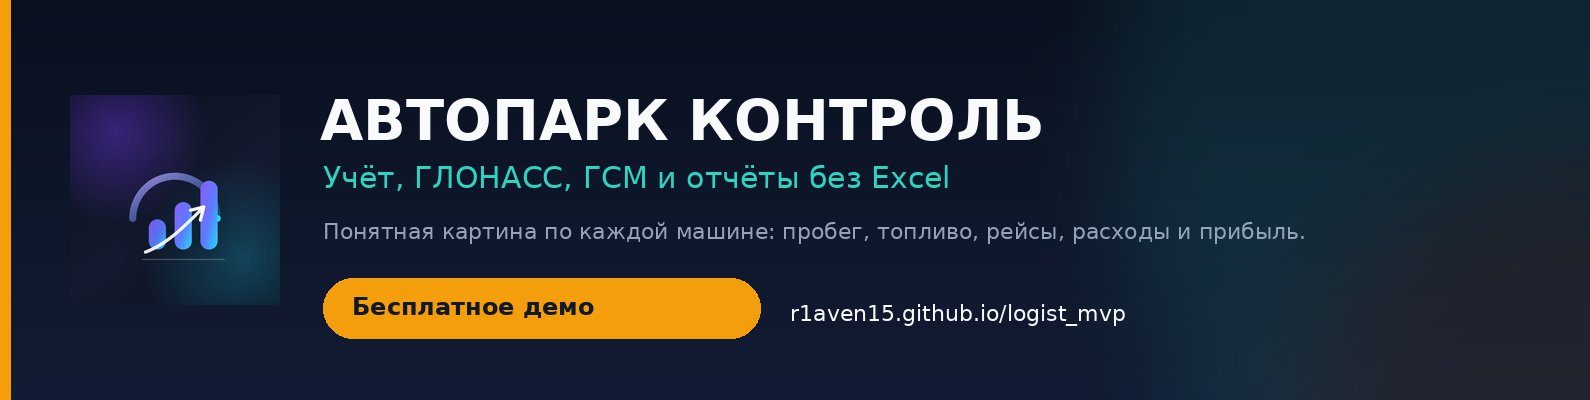 АВТОПАРК КОНТРОЛЬ
Учёт, ГЛОНАСС, ГСМ и отчёты без Excel
Понятная картина по каждой машине: пробег, топливо, рейсы, расходы и прибыль.
Бесплатное демо
r1aven15.github.io/logist_mvp